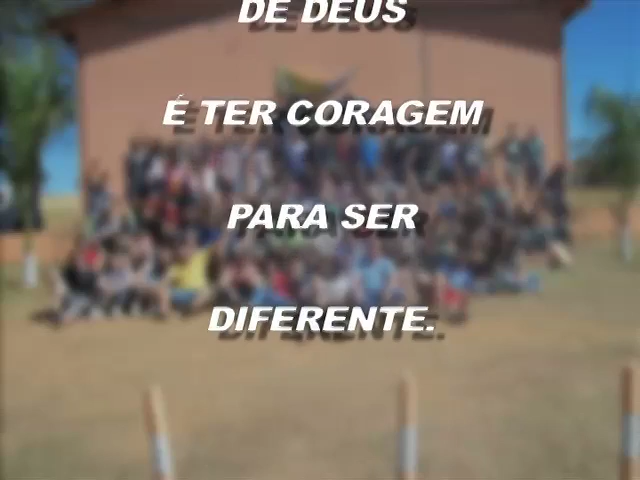 DE DEUS
É TER CORAGEM
PARA SER
DIFERENTE.